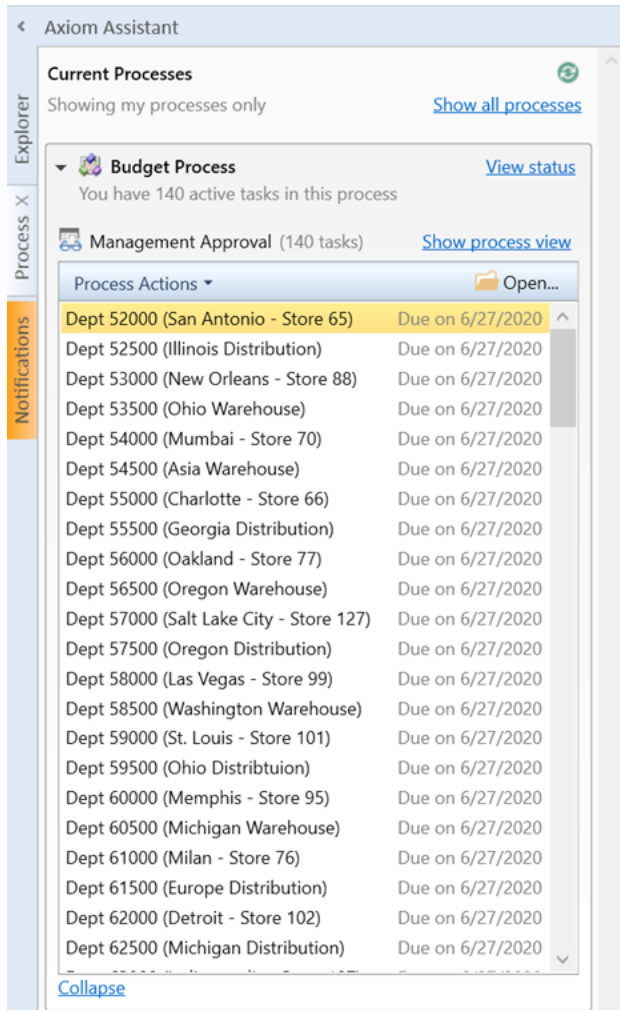 Axiom Assistant
Explorer
Process
Notifications
Current Processes
Showing my processes only Show all processes
Budget Process View status
You have 140 active tasks in this process
Management Approval (140 tasks) Show process view
Process Actions Open...
Dept 52000 (San Antonio - Store 65) Due on 6/27/2020
Dept 52500 (Illinois Distribution) Due on 6/27/2020
Dept 53000 (New Orleans - Store 88) Due on 6/27/2020
Dept 53500 (Ohio Warehouse) Due on 6/27/2020
Dept 54000 (Mumbai - Store 70) Due on 6/27/2020
Dept 54500 (Asia Warehouse) Due on 6/27/2020
Dept 55000 (Charlotte - Store 66) Due on 6/27/2020
Dept 55500 (Georgia Distribution) Due on 6/27/2020
Dept 56000 (Oakland - Store 77) Due on 6/27/2020
Dept 56500 (Oregon Warehouse) Due on 6/27/2020
Dept 57000 (Salt Lake City - Store 127) Due on 6/27/2020
Dept 57500 (Oregon Distribution) Due on 6/27/2020
Dept 58000 (Las Vegas - Store 99) Due on 6/27/2020
Dept 58500 (Washington Warehouse) Due on 6/27/2020
Dept 59000 (St. Louis - Store 101) Due on 6/27/2020
Dept 59500 (Ohio Distribtuion) Due on 6/27/2020
Dept 60000 (Memphis - Store 95) Due on 6/27/2020
Dept 60500 (Michigan Warehouse) Due on 6/27/2020
Dept 61000 (Milan - Store 76) Due on 6/27/2020
Dept 61500 (Europe Distribution) Due on 6/27/2020
Dept 62000 (Detroit - Store 102) Due on 6/27/2020
Dept 62500 (Michigan Distribution) Due on 6/27/2020
Collapse